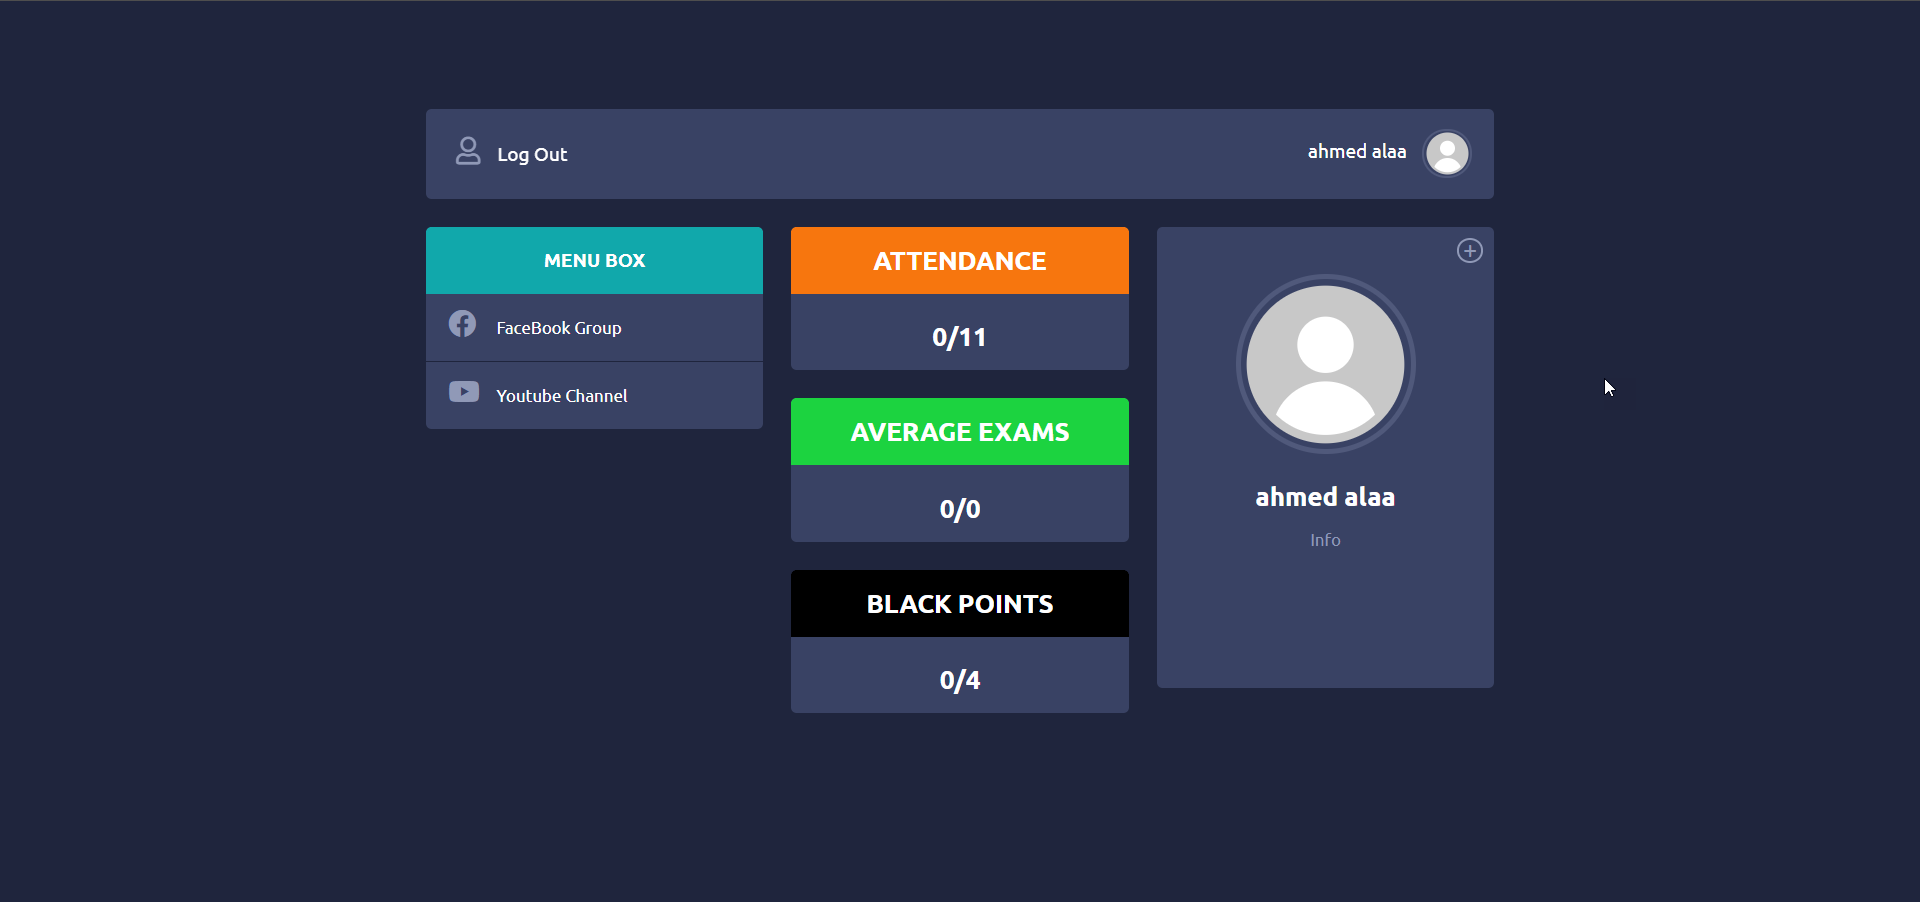 Log Out
ahmed alaa
MENU BOX
FaceBook Group
Youtube Channel
ATTENDANCE
0/11
AVERAGE EXAMS
0/0
BLACK POINTS
0/4
ahmed alaa
Info